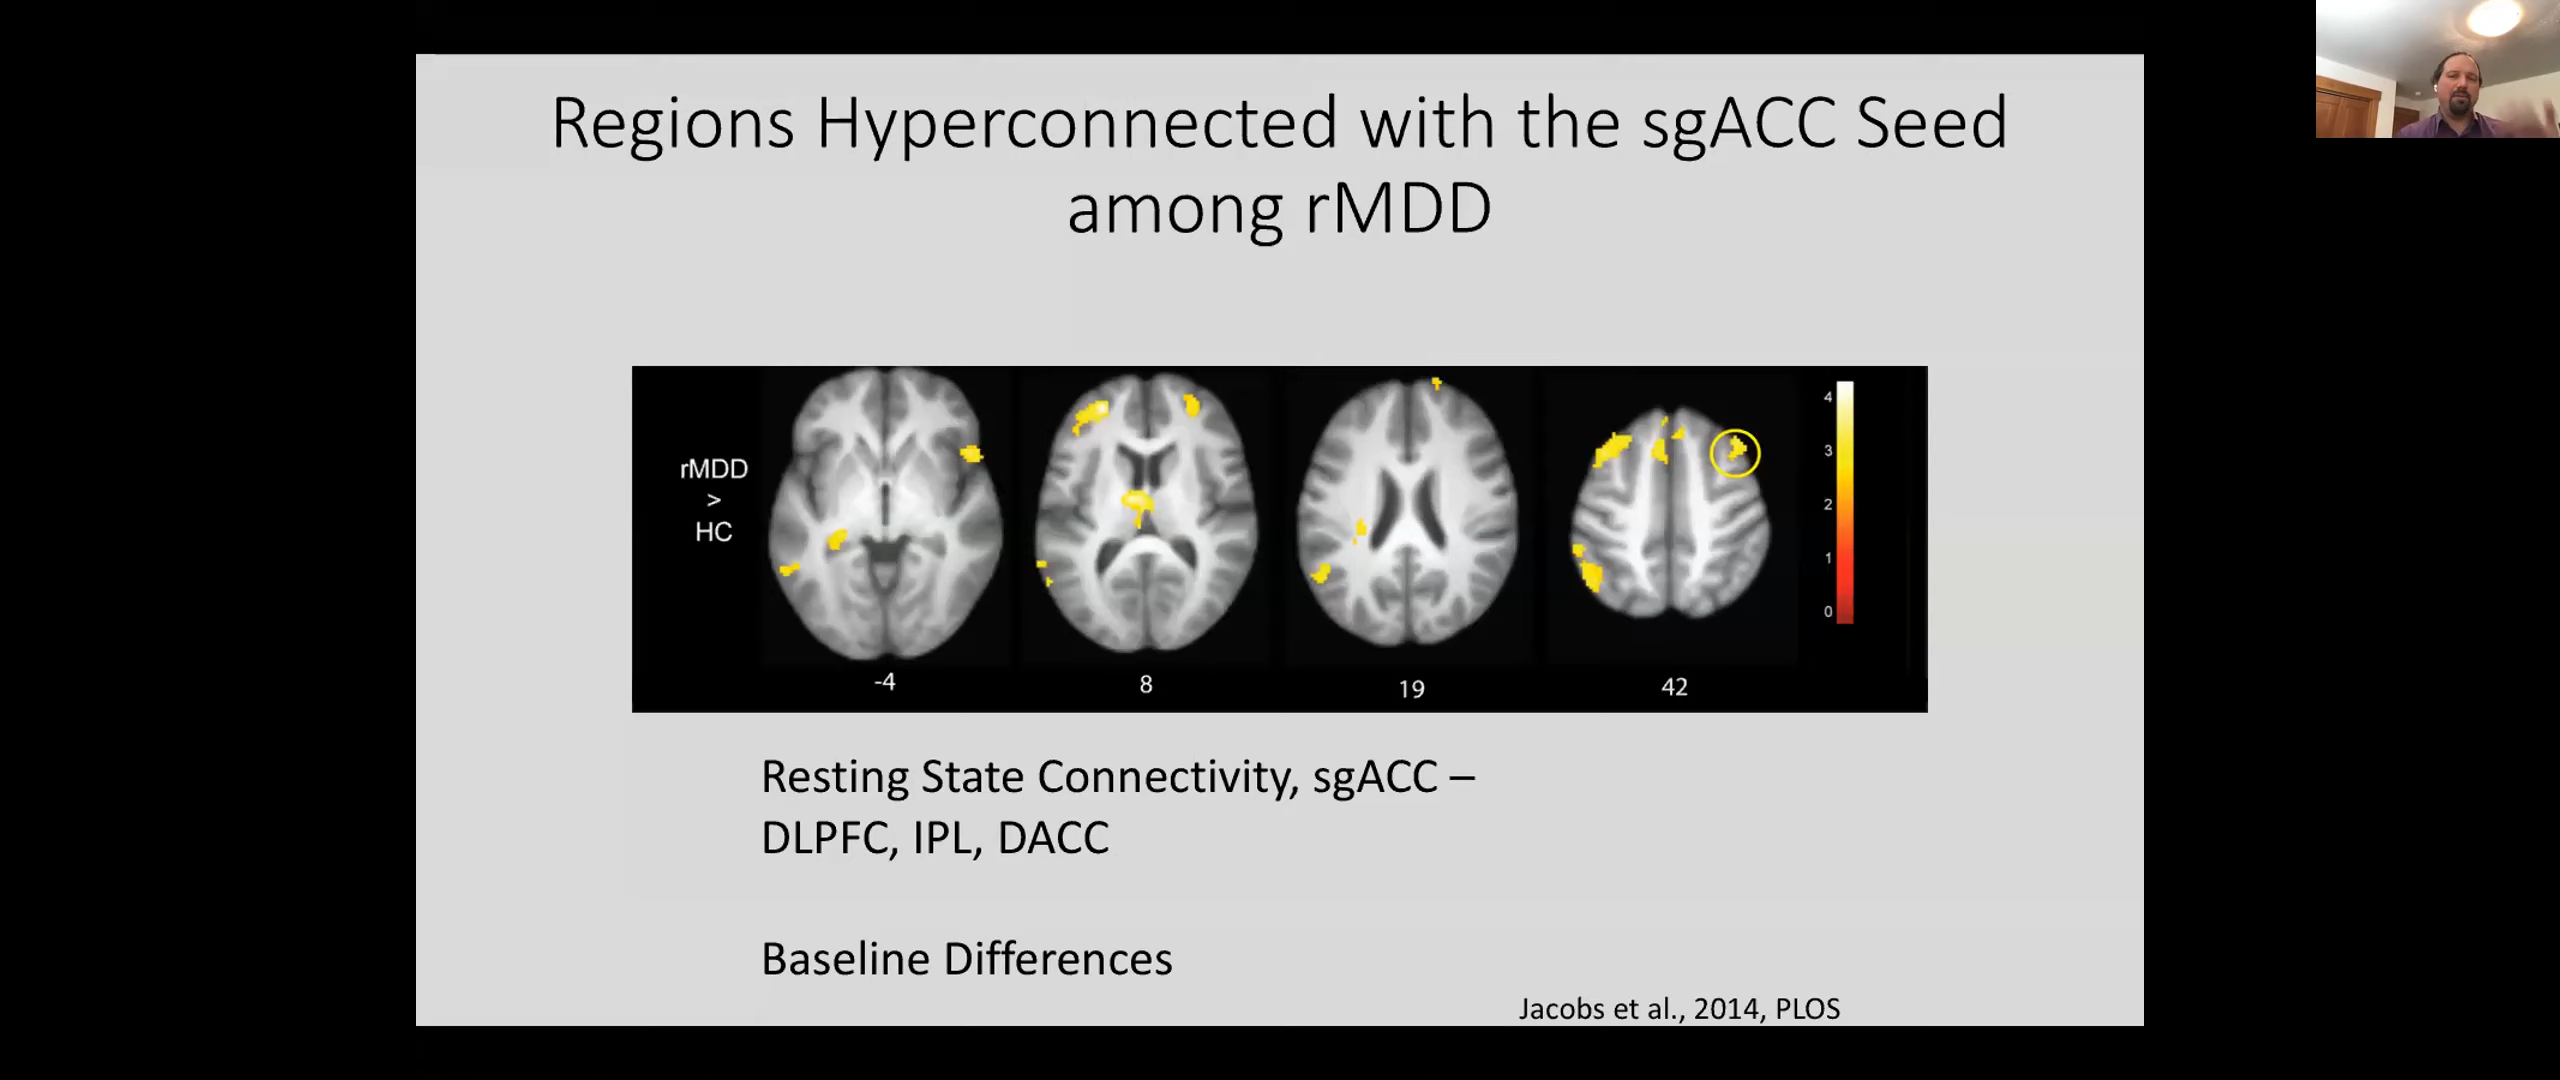 Regions Hyperconnected with the sgACC Seed
among rMDD
rMDD
>
HC
-4
8
19
42
4
3
2
1
0
Resting State Connectivity, sgACC –
DLPFC, IPL, DACC
Baseline Differences
Jacobs et al., 2014, PLOS